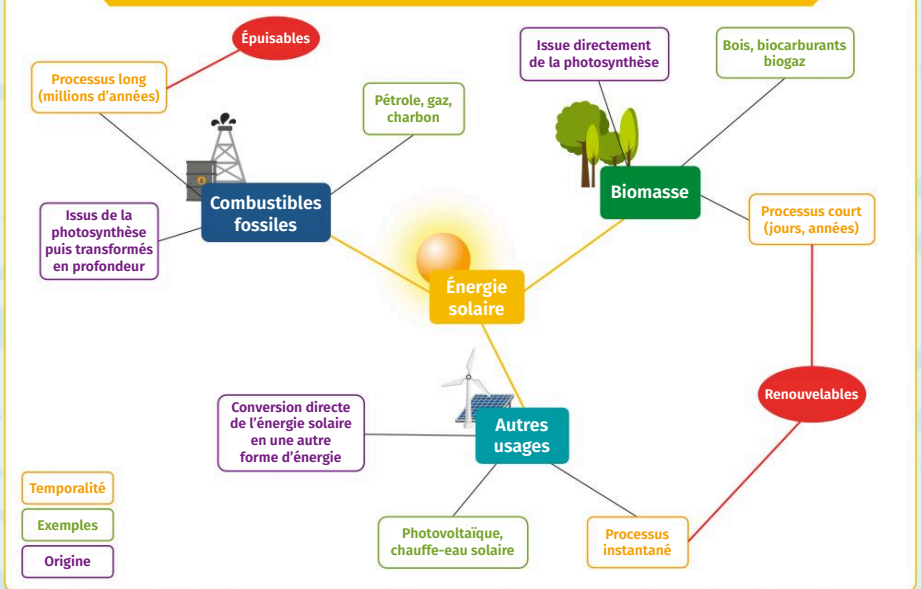 Épuisables
Processus long
(millions d'années)
Pétrole, gaz,
charbon
Issue directement
de la photosynthèse
Bois, biocarburants
biogaz
Combustibles
fossiles
Biomasse
Issus de la
photosynthèse
puis transformés
en profondeur
Processus court
(jours, années)
Énergie
solaire
Renouvelables
Conversion directe
de l'énergie solaire
en une autre
forme d'énergie
Autres
usages
Photovoltaïque,
chauffe-eau solaire
Processus
instantané
Temporalité
Exemples
Origine